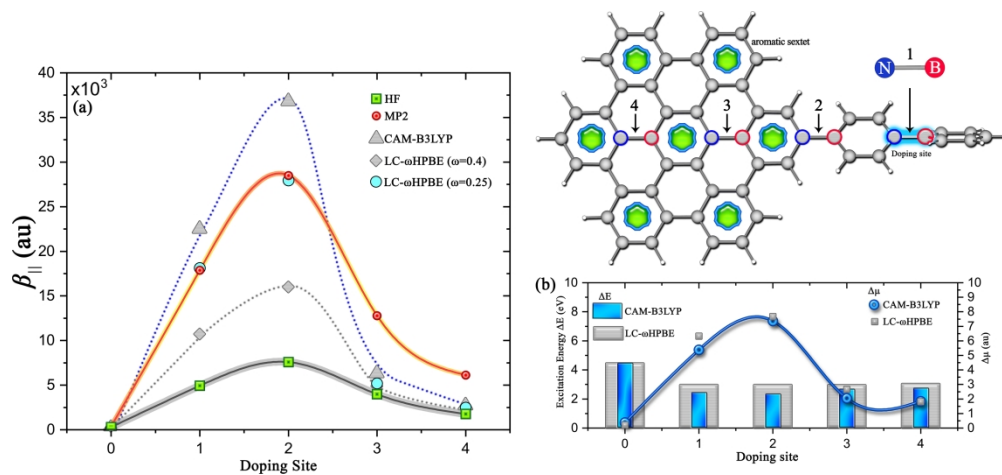 ×10³
(a)
40
35
30
25
20
15
10
5
0
β|| (au)
HF
MP2
CAM-B3LYP
LC-ωHPBE (ω=0.4)
LC-ωHPBE (ω=0.25)
0 1 2 3 4
Doping Site
aromatic sextet
1
N B
4 3 2
Doping site
(b)
10
8
6
4
2
0
Excitation Energy ΔE (eV)
ΔE
CAM-B3LYP
LC-ωHPBE
Δμ
CAM-B3LYP
LC-ωHPBE
10
9
8
7
6
5
4
3
2
1
0
Δμ (au)
0 1 2 3 4
Doping site